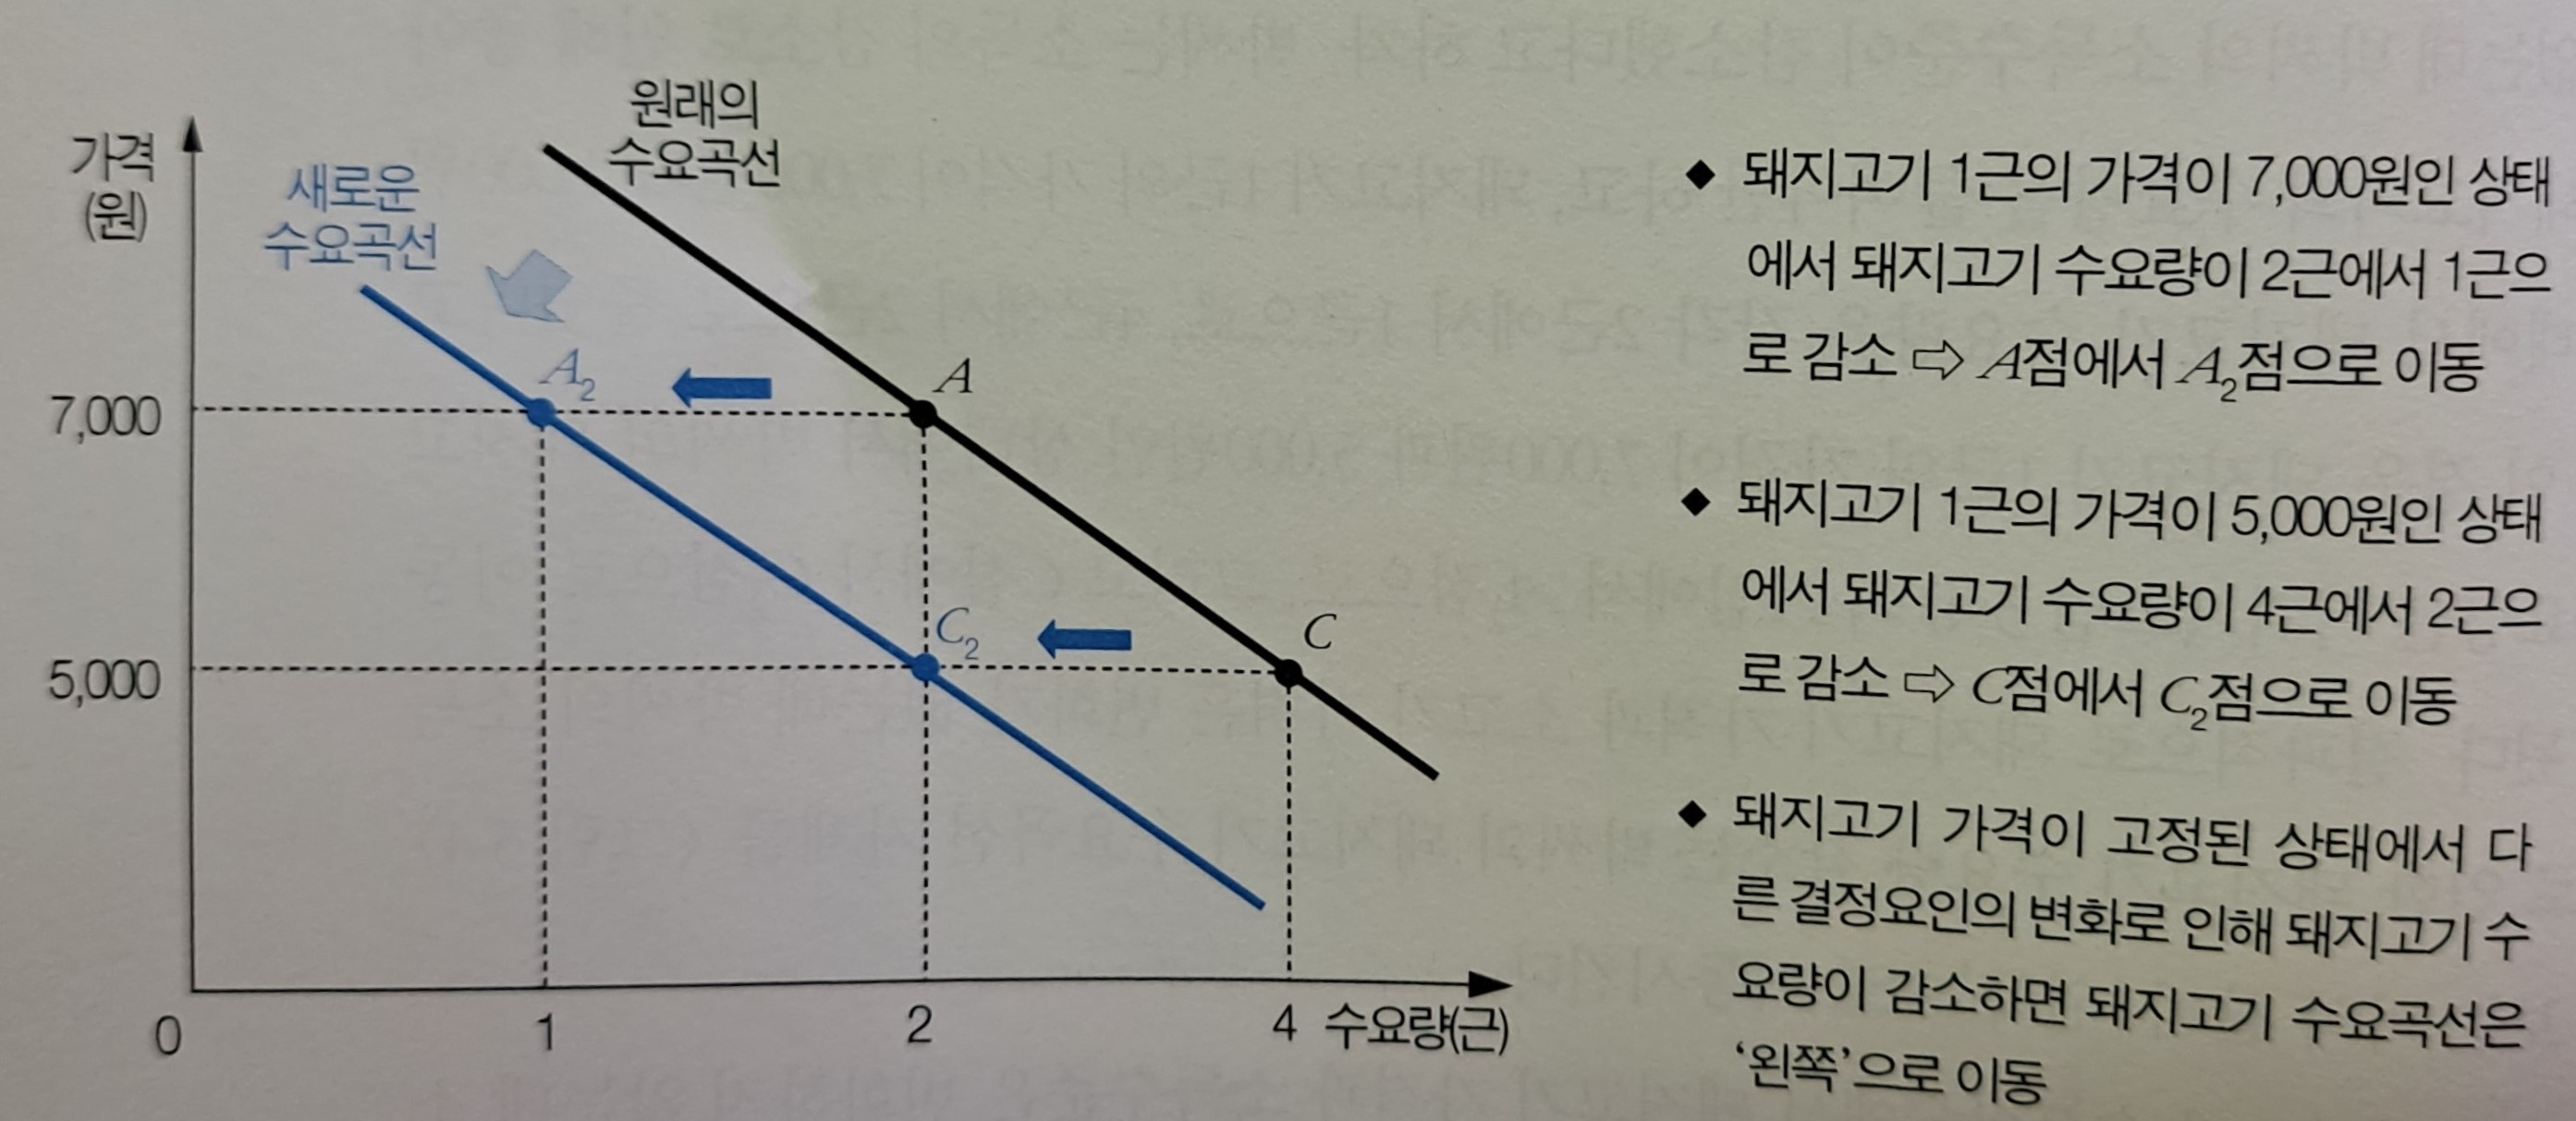 원래의
수요곡선
가격
(원)
새로운
수요곡선
A₂
A
7,000
C₂
C
5,000
0
1
2
4
수요량(근)
◆ 돼지고기 1근의 가격이 7,000원인 상태
에서 돼지고기 수요량이 2근에서 1근으
로 감소 ⇨ A점에서 A₂점으로 이동
◆ 돼지고기 1근의 가격이 5,000원인 상태
에서 돼지고기 수요량이 4근에서 2근으
로 감소 ⇨ C점에서 C₂점으로 이동
◆ 돼지고기 가격이 고정된 상태에서 다
른 결정요인의 변화로 인해 돼지고기 수
요량이 감소하면 돼지고기 수요곡선은
‘왼쪽’으로 이동